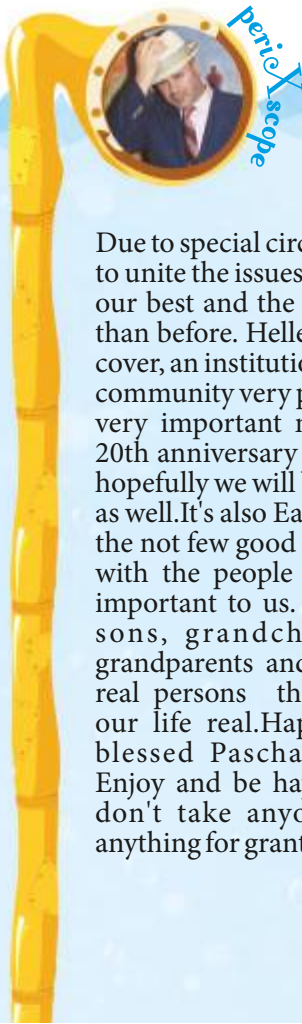 periXscope
Due to special circ
to unite the issues
our best and the
than before. Helle
cover, an institutio
community very p
very important m
20th anniversary
hopefully we will
as well.It's also Ea
the not few good
with the people
important to us.
sons, grandch
grandparents and
real persons th
our life real.Hap
blessed Pascha
Enjoy and be ha
don't take anyo
anything for grant